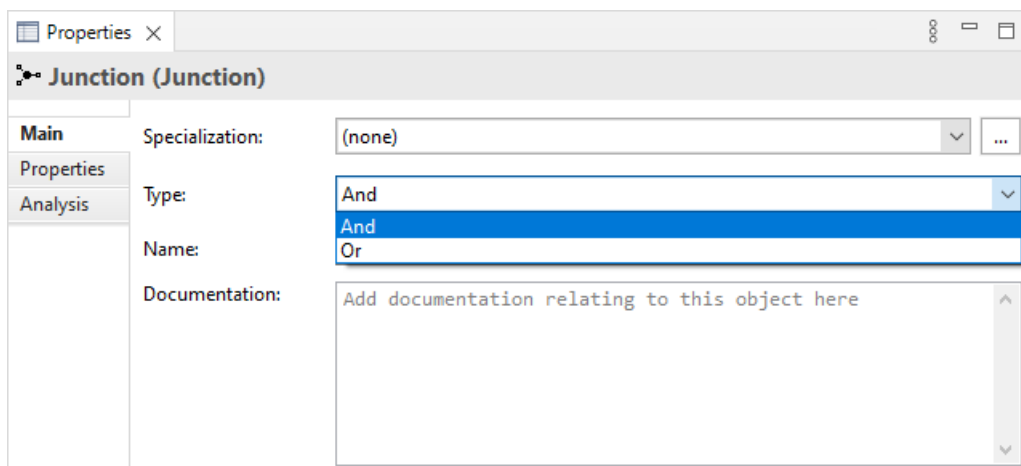 Properties
Junction (Junction)
Main
Specialization:
(none)
...
Properties
Type:
And
Analysis
And
Name:
Or
Documentation:
Add documentation relating to this object here